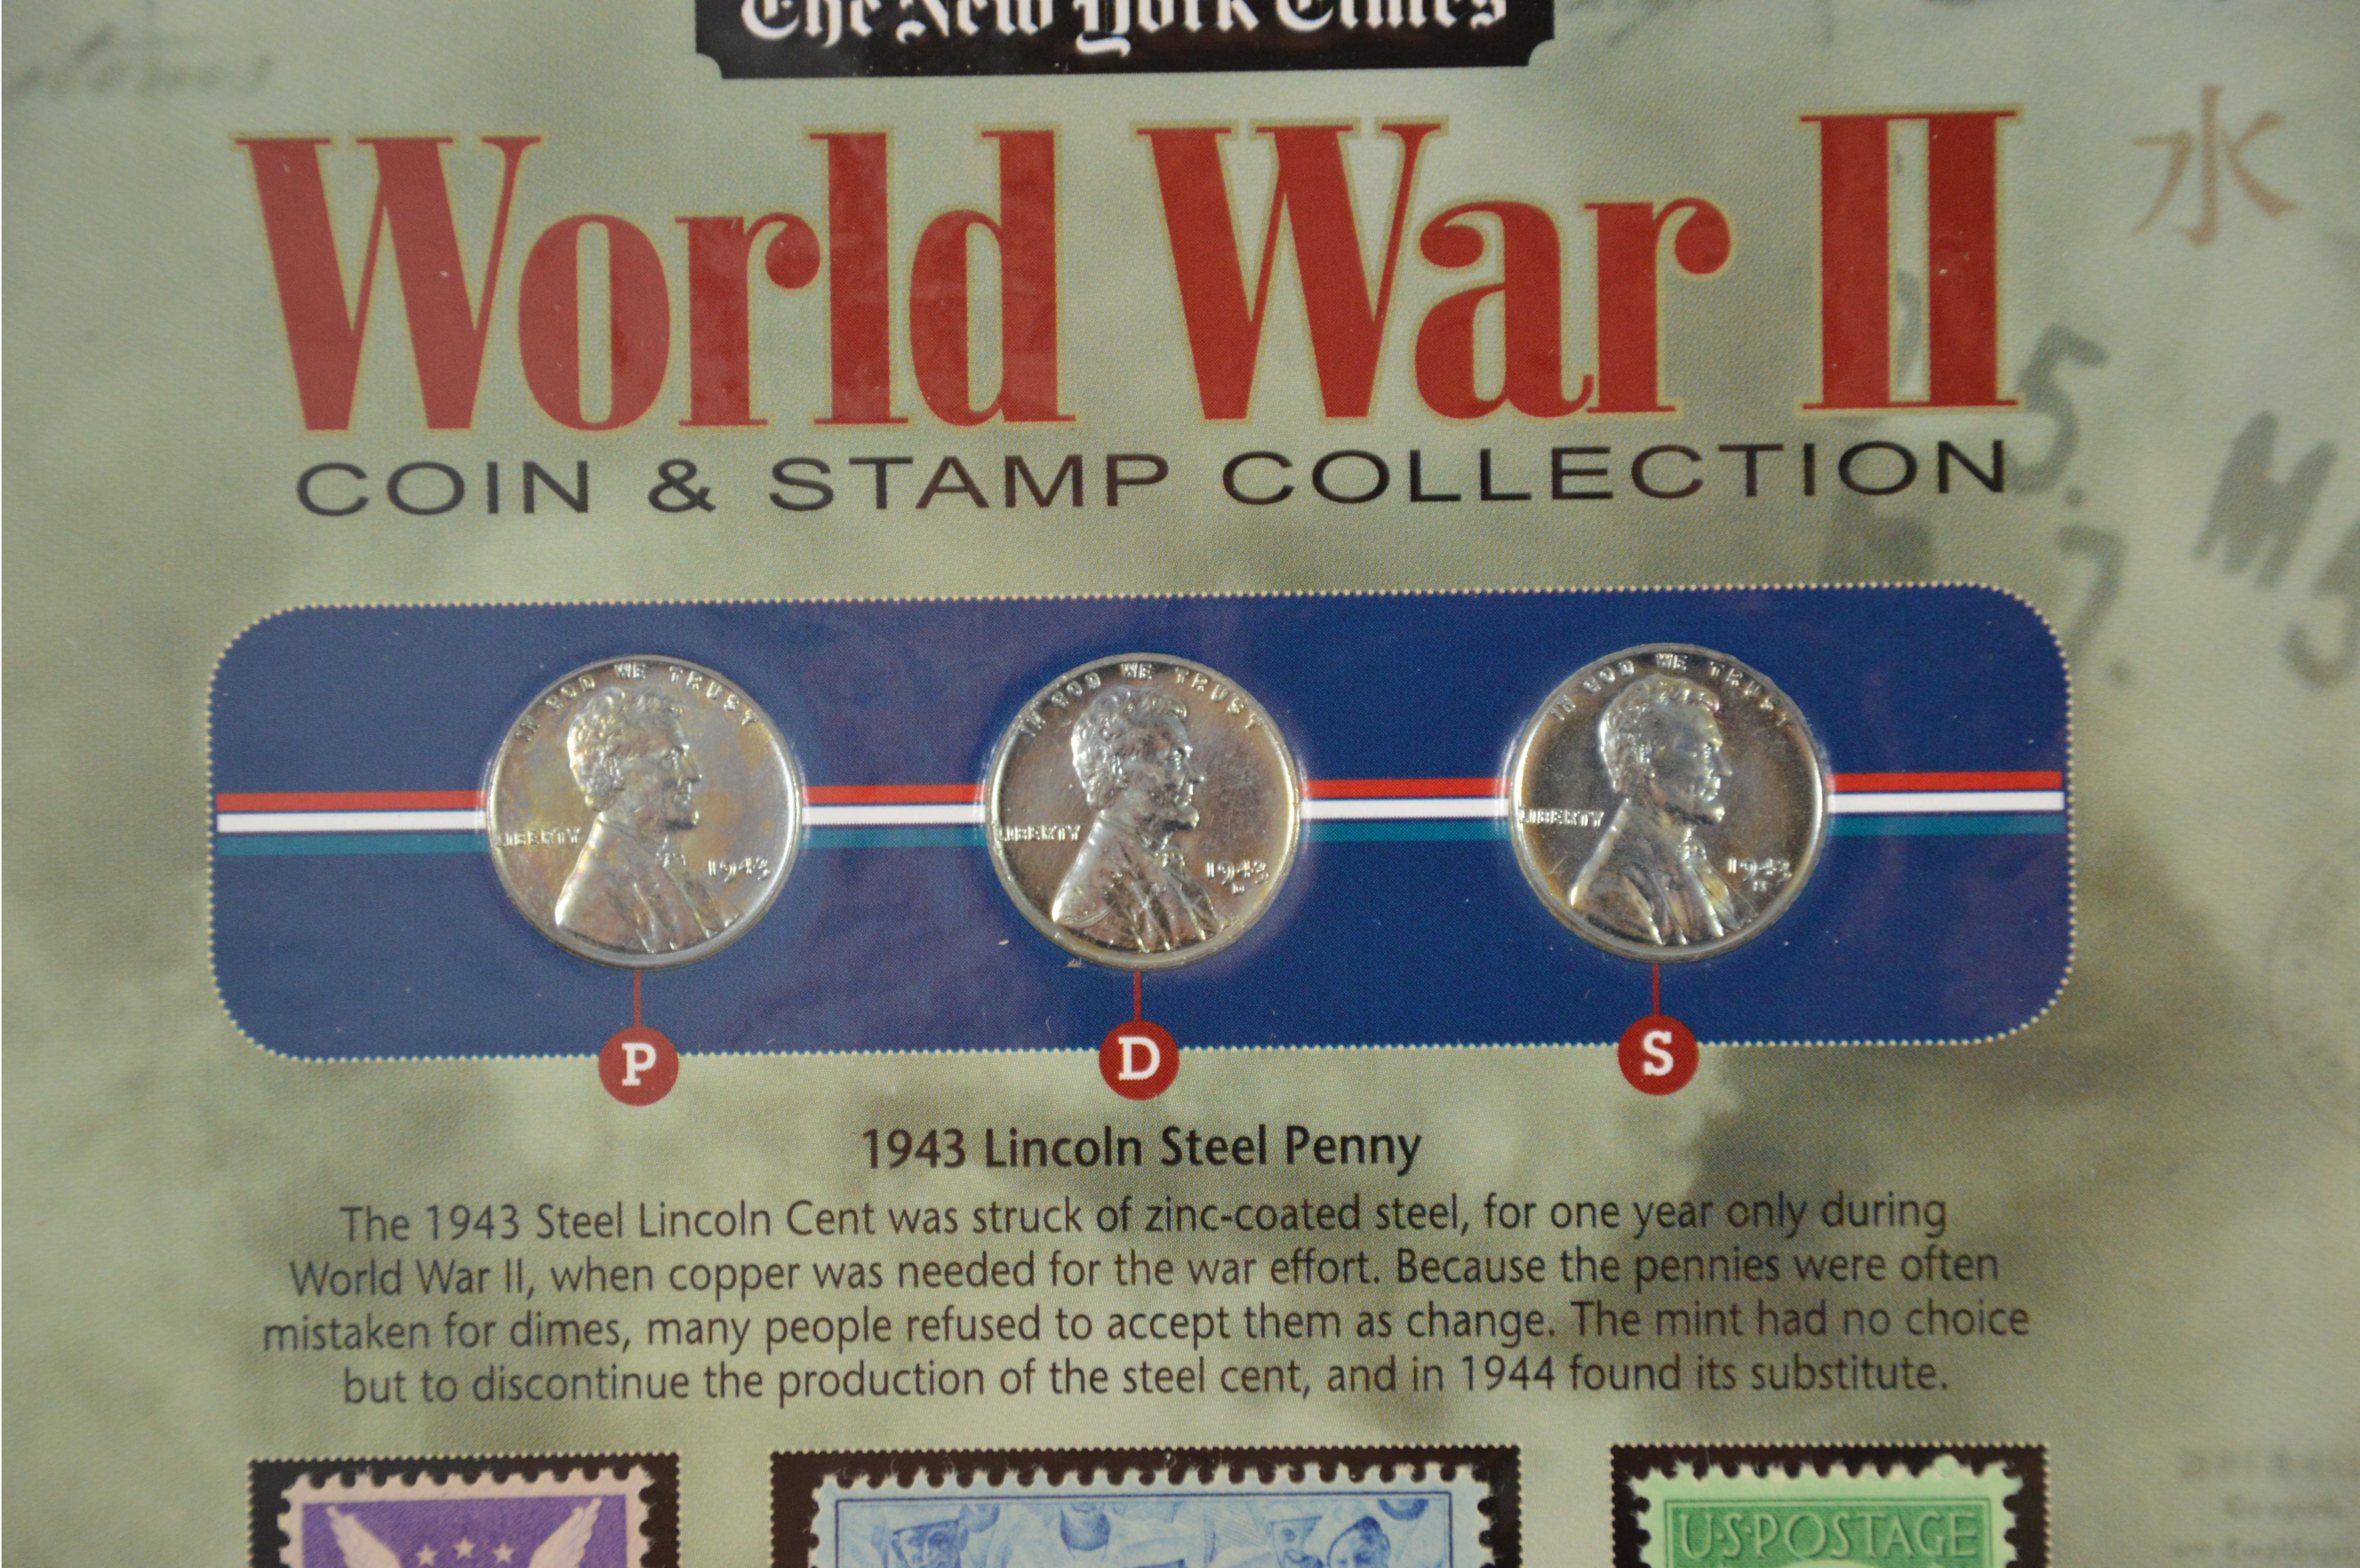 The New York Times
World War II
COIN & STAMP COLLECTION
水
5.
7.
IN GOD WE TRUST
LIBERTY
1943
IN GOD WE TRUST
LIBERTY
1943
D
IN GOD WE TRUST
LIBERTY
1943
S
P
D
S
1943 Lincoln Steel Penny
The 1943 Steel Lincoln Cent was struck of zinc-coated steel, for one year only during
World War II, when copper was needed for the war effort. Because the pennies were often
mistaken for dimes, many people refused to accept them as change. The mint had no choice
but to discontinue the production of the steel cent, and in 1944 found its substitute.
U·S·POSTAGE